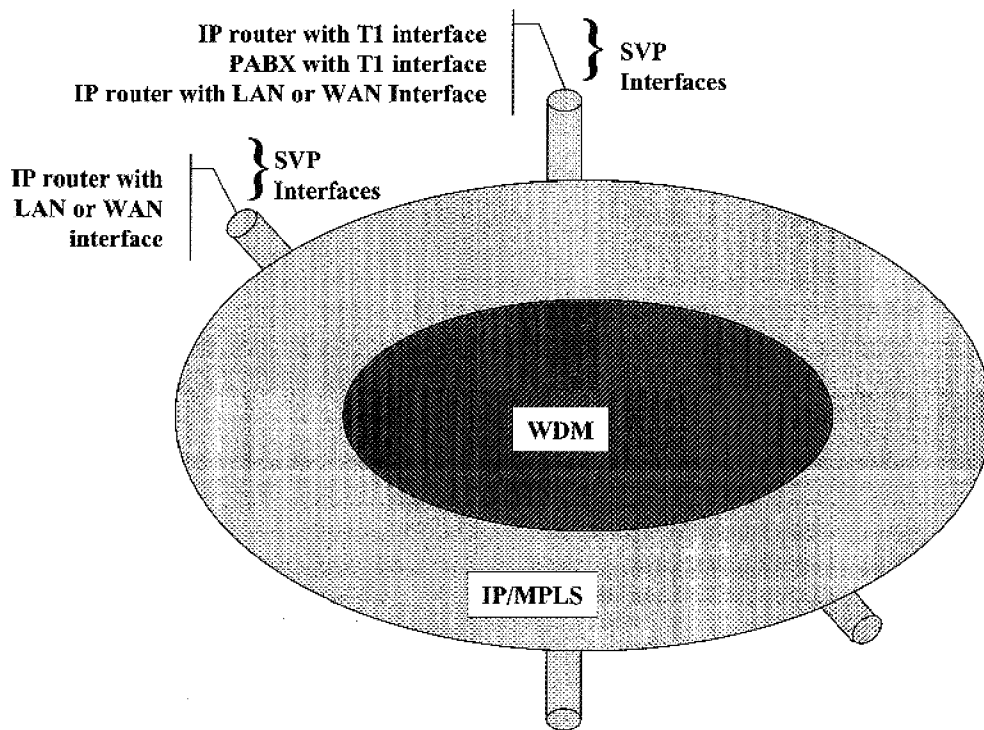 IP router with T1 interface
PABX with T1 interface
IP router with LAN or WAN Interface
SVP
Interfaces
IP router with
LAN or WAN
interface
SVP
Interfaces
WDM
IP/MPLS